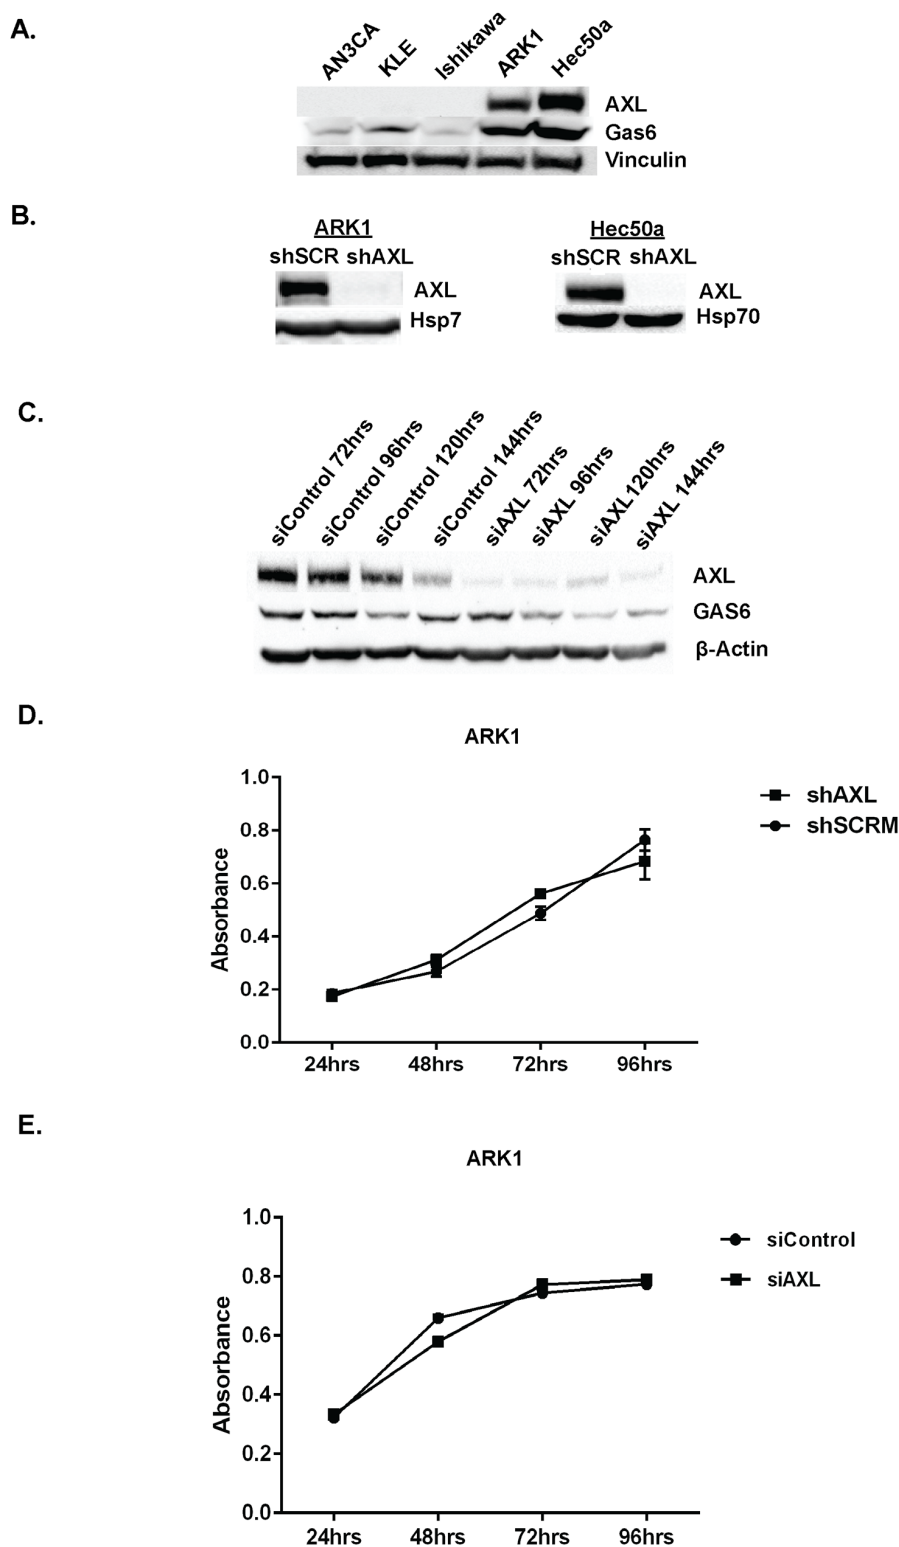 A.
AN3CA KLE Ishikawa ARK1 Hec50a
AXL
Gas6
Vinculin
B.
ARK1
shSCR shAXL
AXL
Hsp7
Hec50a
shSCR shAXL
AXL
Hsp70
C.
siControl 72hrs siControl 96hrs siControl 120hrs siControl 144hrs siAXL 72hrs siAXL 96hrs siAXL120hrs siAXL 144hrs
AXL
GAS6
β-Actin
D.
ARK1
Absorbance
1.0
0.8
0.6
0.4
0.2
0.0
24hrs 48hrs 72hrs 96hrs
shAXL
shSCRM
E.
ARK1
Absorbance
1.0
0.8
0.6
0.4
0.2
0.0
24hrs 48hrs 72hrs 96hrs
siControl
siAXL